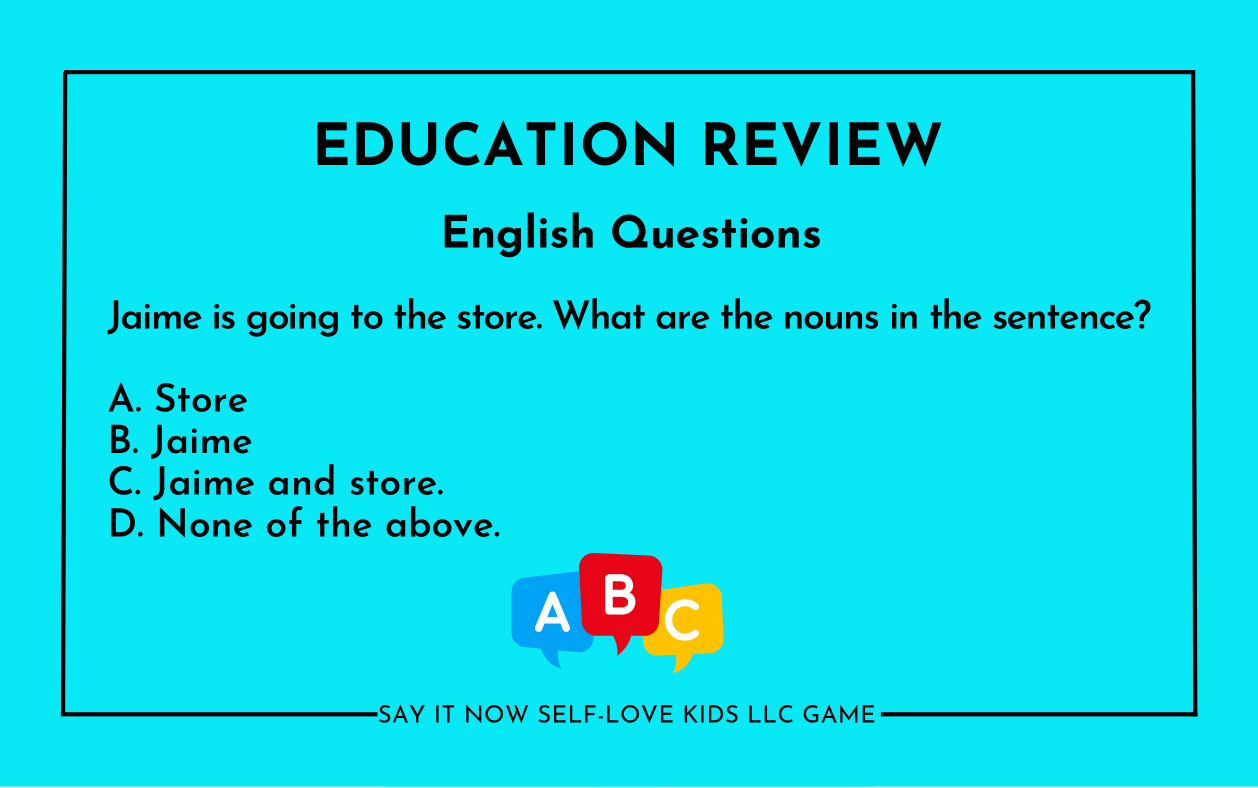 EDUCATION REVIEW
English Questions
Jaime is going to the store. What are the nouns in the sentence?
A. Store
B. Jaime
C. Jaime and store.
D. None of the above.
A B C
SAY IT NOW SELF-LOVE KIDS LLC GAME